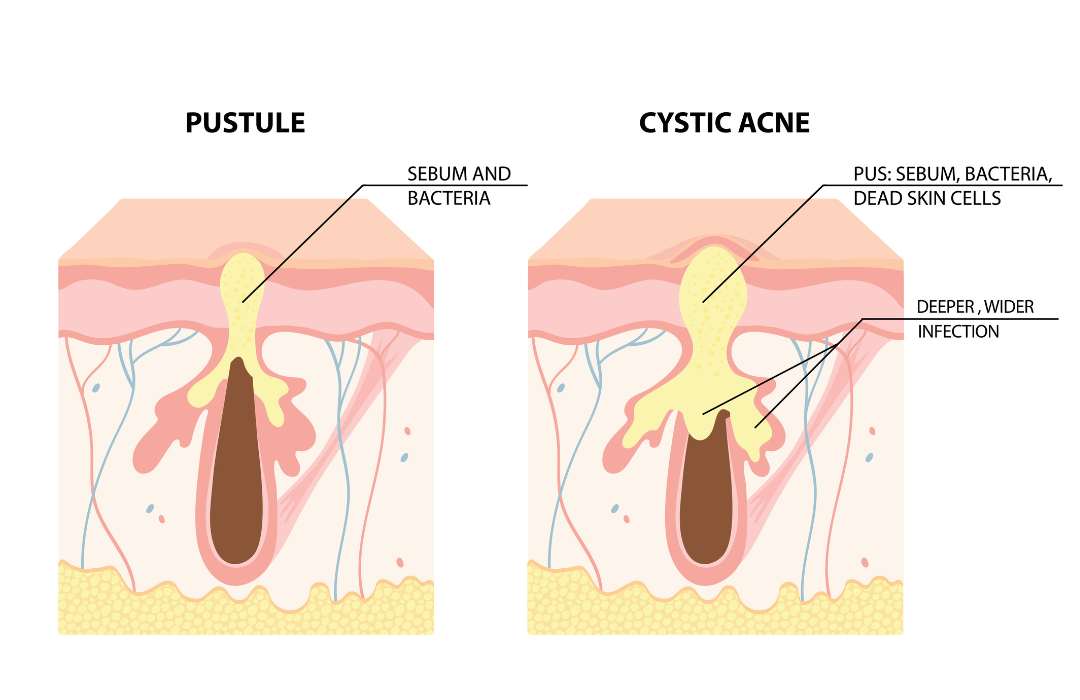 PUSTULE
SEBUM AND
BACTERIA
CYSTIC ACNE
PUS: SEBUM, BACTERIA,
DEAD SKIN CELLS
DEEPER , WIDER
INFECTION